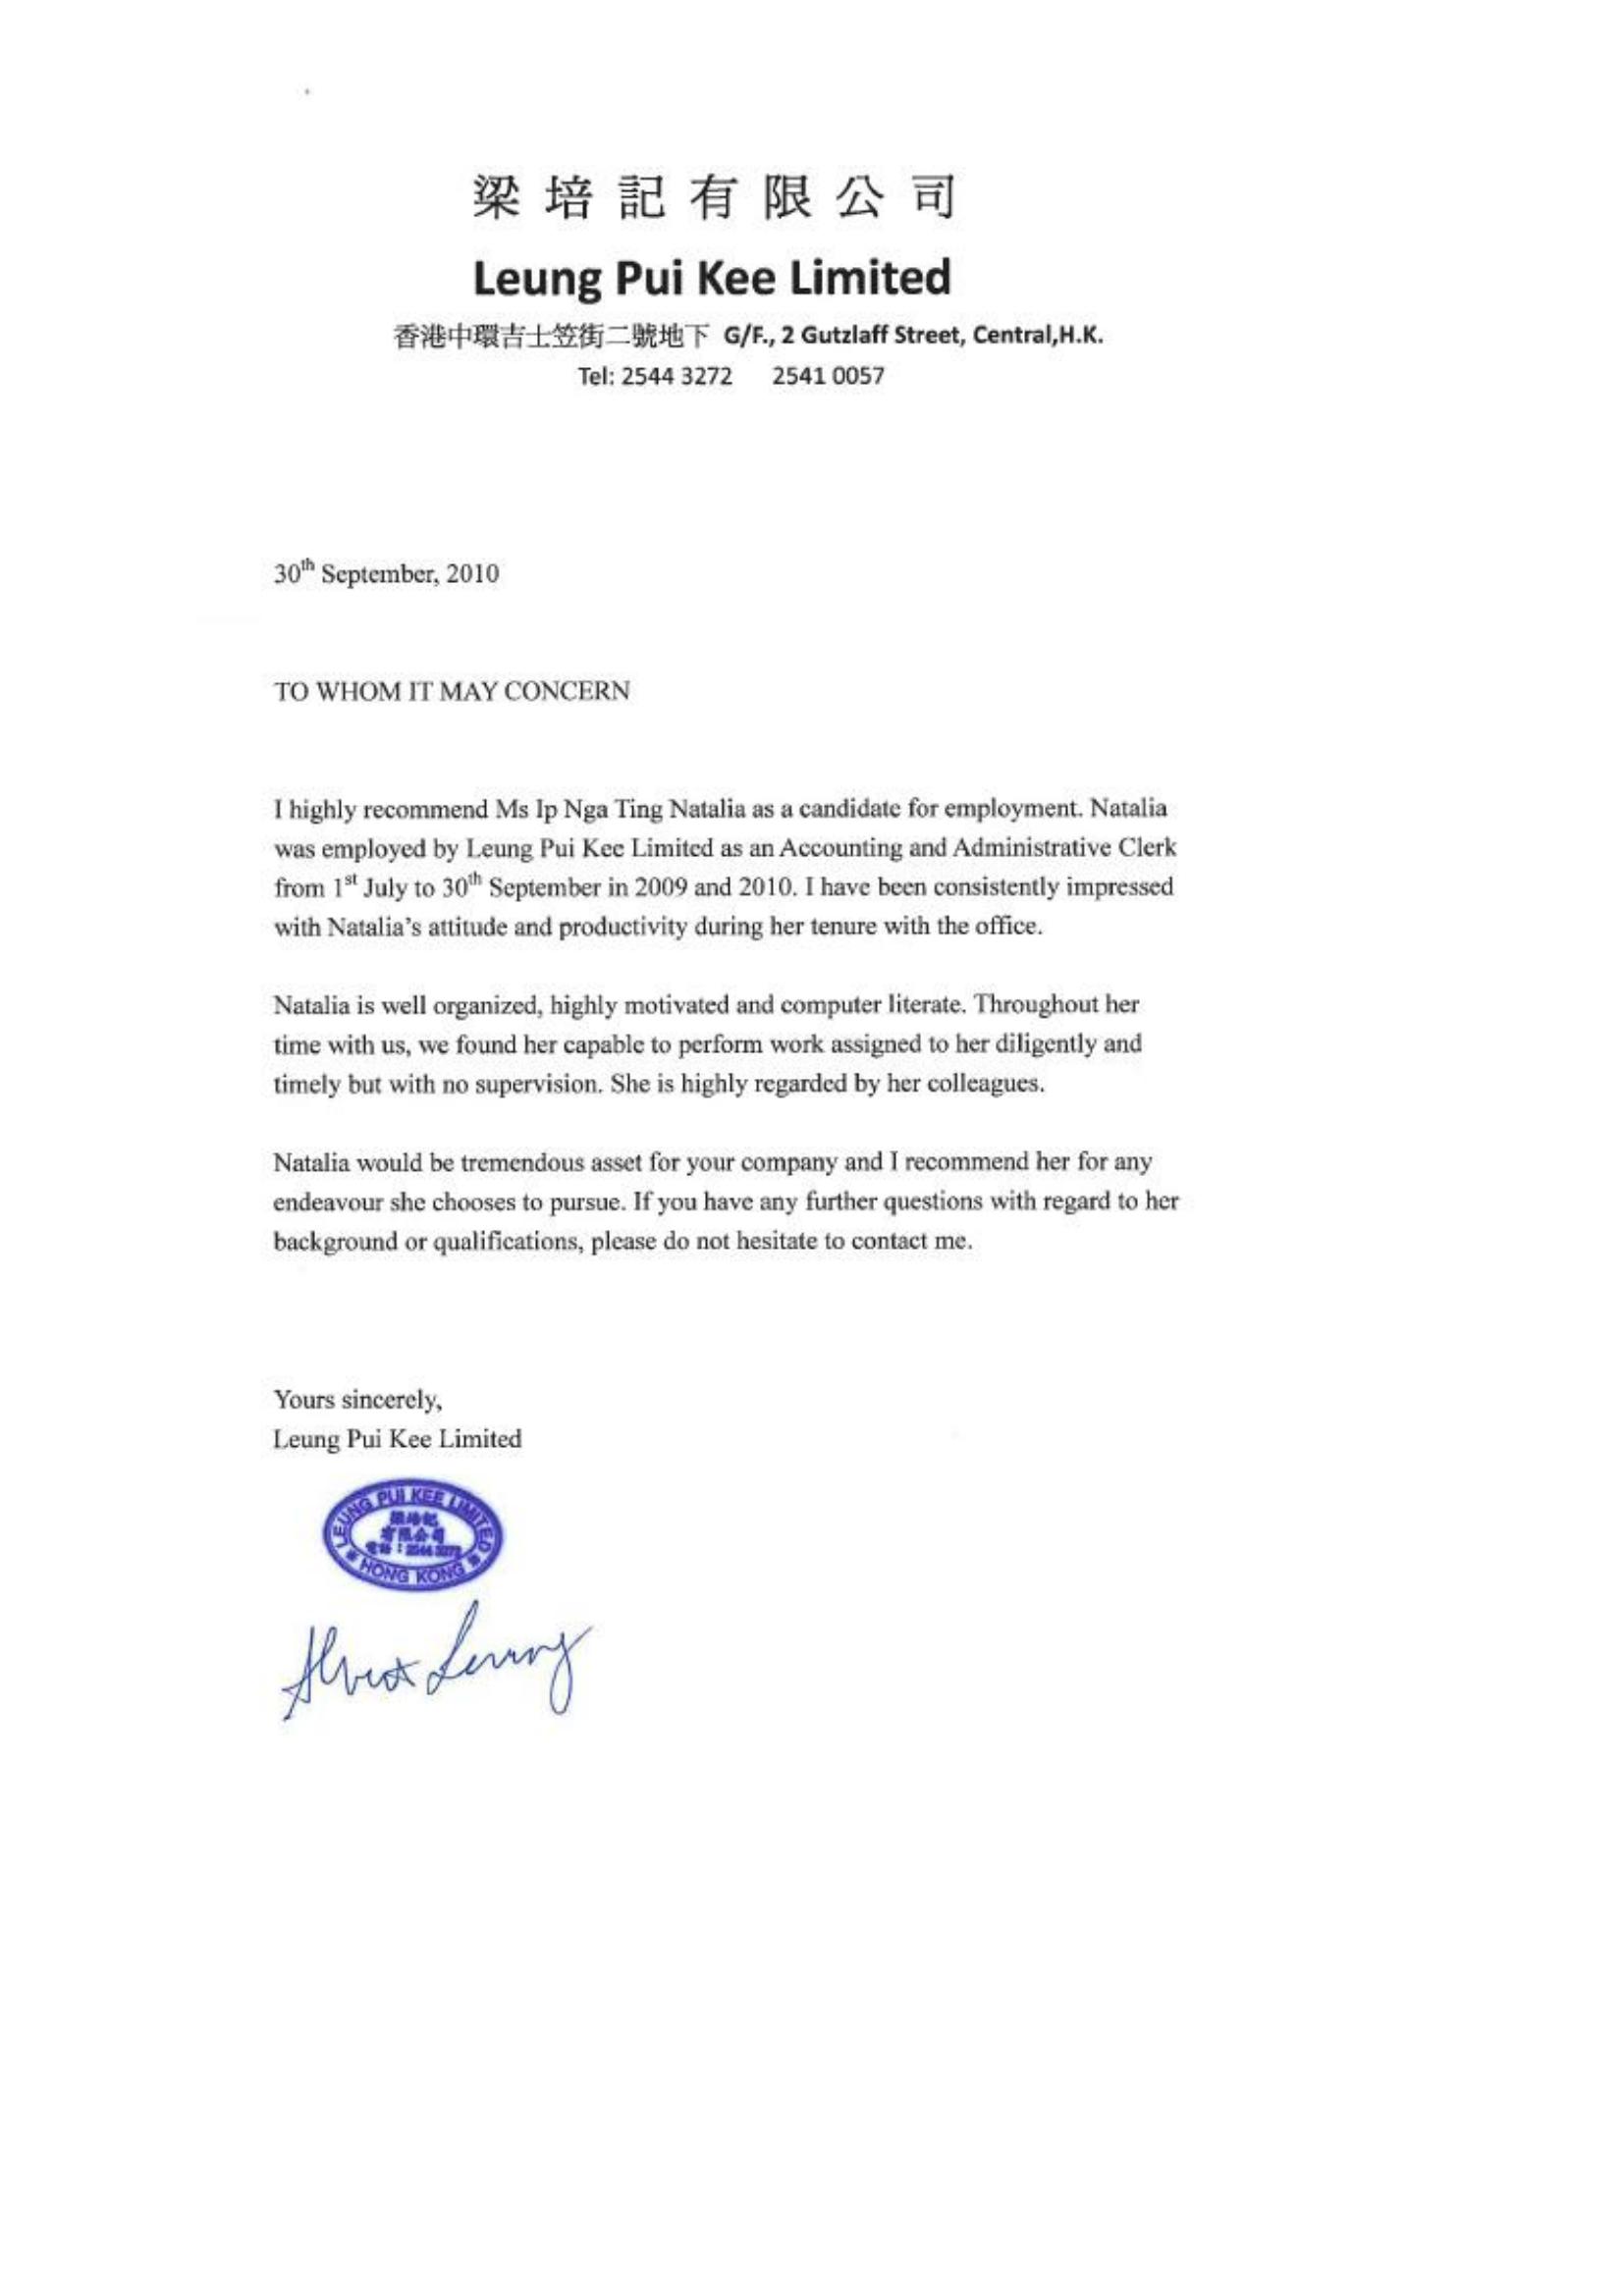 梁培記有限公司
Leung Pui Kee Limited
香港中環吉士笠街二號地下 G/F., 2 Gutzlaff Street, Central,H.K.
Tel: 2544 3272 2541 0057
30th September, 2010
TO WHOM IT MAY CONCERN
I highly recommend Ms Ip Nga Ting Natalia as a candidate for employment. Natalia
was employed by Leung Pui Kee Limited as an Accounting and Administrative Clerk
from 1st July to 30th September in 2009 and 2010. I have been consistently impressed
with Natalia's attitude and productivity during her tenure with the office.
Natalia is well organized, highly motivated and computer literate. Throughout her
time with us, we found her capable to perform work assigned to her diligently and
timely but with no supervision. She is highly regarded by her colleagues.
Natalia would be tremendous asset for your company and I recommend her for any
endeavour she chooses to pursue. If you have any further questions with regard to her
background or qualifications, please do not hesitate to contact me.
Yours sincerely,
Leung Pui Kee Limited
LEUNG PUI KEE LIMITED
梁培記
有限公司
電話:2544 3272
HONG KONG
Leung